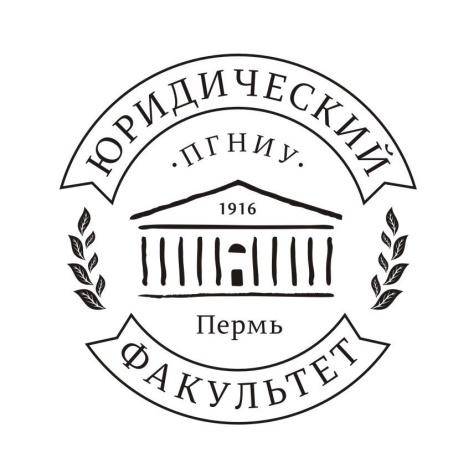 ЮРИДИЧЕСКИЙ
·ПГНИУ·
1916
Пермь
ФАКУЛЬТЕТ